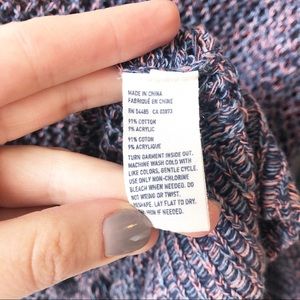 MADE IN CHINA
FABRIQUÉ EN CHINE
RN 54485 CA 03973
91% COTTON
9% ACRYLIC
91% COTON
9% ACRYLIQUE
TURN GARMENT INSIDE OUT.
MACHINE WASH COLD WITH
LIKE COLORS, GENTLE CYCLE.
USE ONLY NON-CHLORINE
BLEACH WHEN NEEDED. DO
NOT WRING OR TWIST.
RESHAPE. LAY FLAT TO DRY.
IRON IF NEEDED.